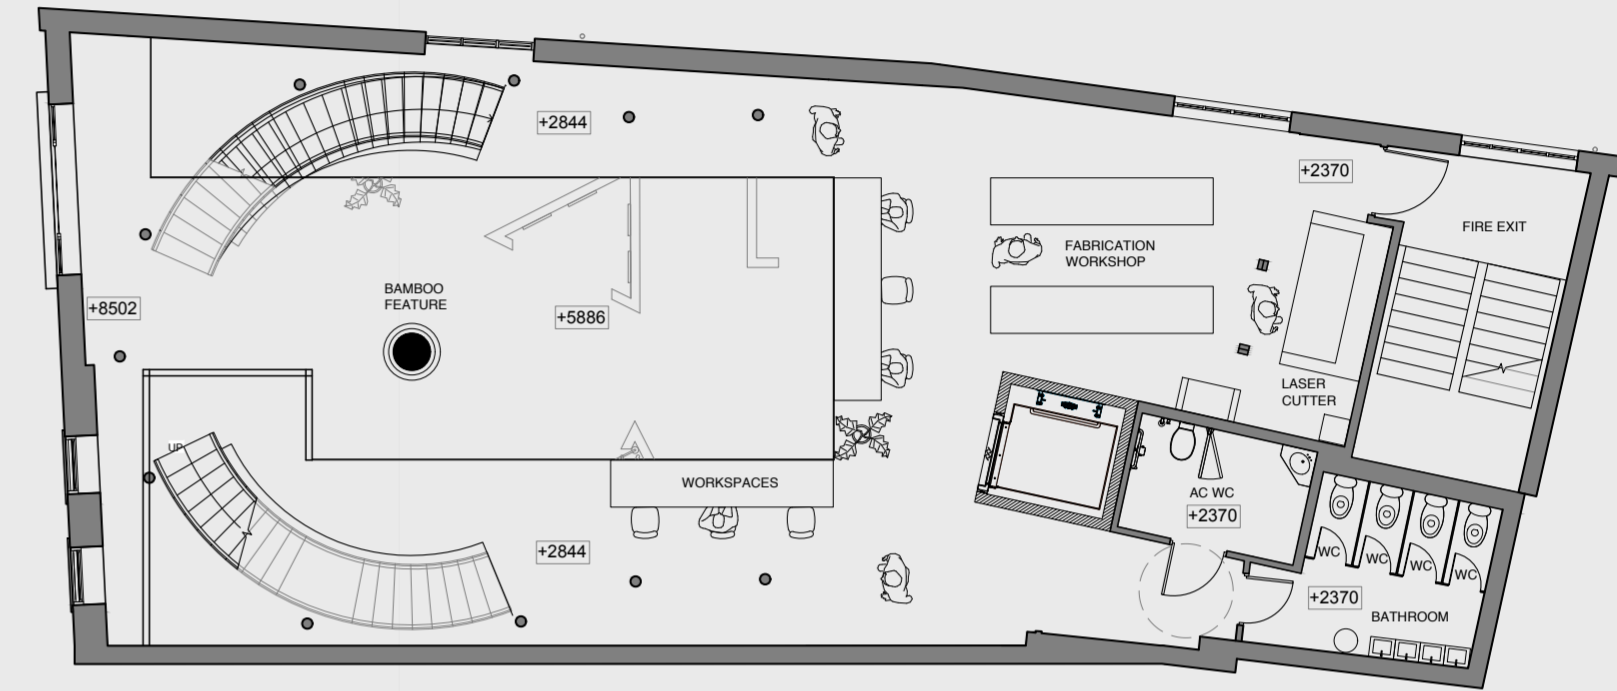 +2844
+2370
FIRE EXIT
FABRICATION
WORKSHOP
BAMBOO
FEATURE
+8502
+5886
LASER
CUTTER
UP
WORKSPACES
AC WC
+2370
+2844
WC
WC
WC
WC
+2370
BATHROOM